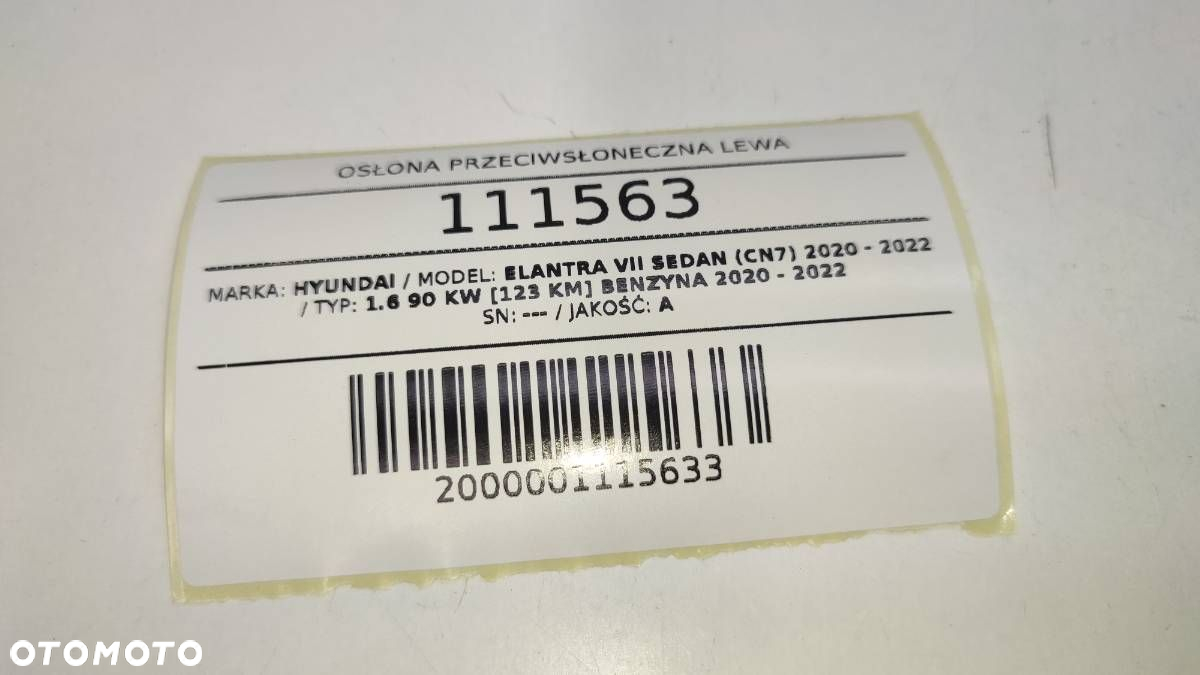 OSŁONA PRZECIWSŁONECZNA LEWA
111563
MARKA: HYUNDAI / MODEL: ELANTRA VII SEDAN (CN7) 2020 - 2022
/ TYP: 1.6 90 KW [123 KM] BENZYNA 2020 - 2022
SN: --- / JAKOŚĆ: A
2000001115633
OTOMOTO